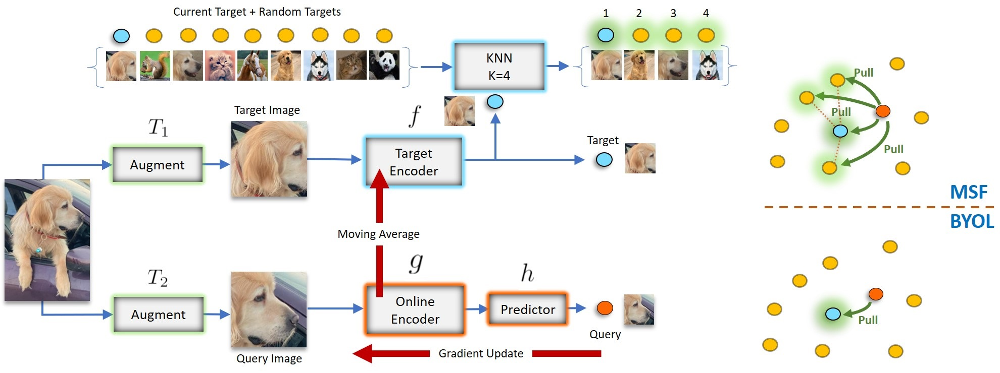 Current Target + Random Targets
1 2 3 4
KNN
K=4
Pull
Pull
Pull
Target Image
f
T₁
Augment
Target
Encoder
Target
MSF
BYOL
Moving Average
g
h
T₂
Augment
Online
Encoder
Predictor
Query
Pull
Query Image
Gradient Update